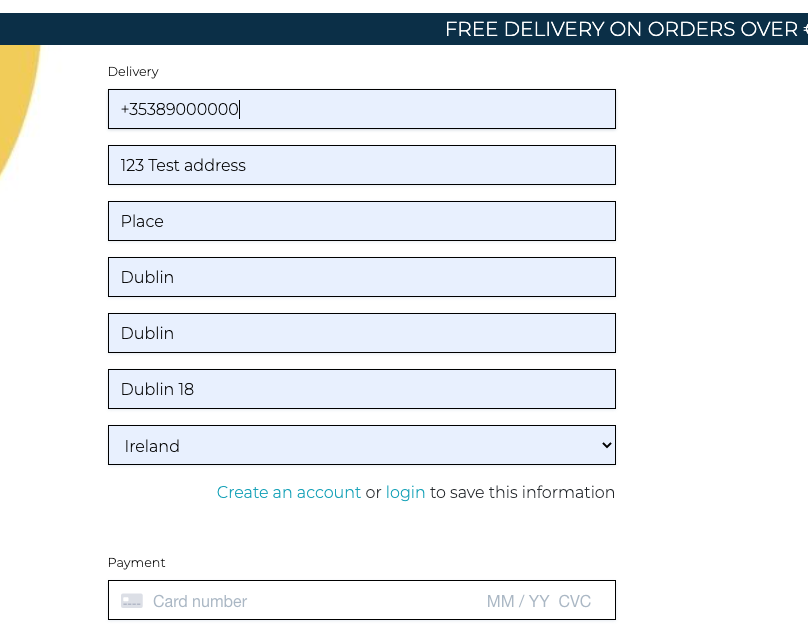 FREE DELIVERY ON ORDERS OVER
Delivery
+35389000000
123 Test address
Place
Dublin
Dublin
Dublin 18
Ireland
Create an account or login to save this information
Payment
Card number MM / YY CVC